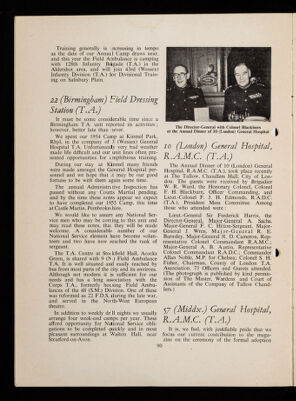 Training generally is increasing in tempo
as the date of our Annual Camp draws near,
and this year the Field Ambulance is camping
with 128th Infantry Brigade (T.A.) in the
Aldershot area, and will join 43rd (Wessex)
Infantry Division (T.A.) for Divisional Train-
ing on Salisbury Plain.
22 (Birmingham) Field Dressing
Station (T.A.)
It must be some considerable time since a
Birmingham T.A. unit reported its activities;
however, better late than never.
We spent our 1954 Camp at Kinmel Park,
Rhyl, in the company of 3 (Western) General
Hospital T.A. Unfortunately very bad weather
made life difficult and our unit lines often pre-
sented opportunities for amphibious training.
During our stay at Kinmel many friends
were made amongst the General Hospital per-
sonnel and we hope that it may be our good
fortune to be with them again some time.
The annual Administrative Inspection has
passed without any Courts Martial pending,
and by the time these notes appear we expect
to have completed our 1955 Camp, this time
at Castle Martin, Pembrokeshire.
We would like to assure any National Ser-
vice men who may be coming to this unit and
may read these notes, that they will be made
welcome. A considerable number of our
National Service element have become volun-
teers and two have now reached the rank of
sergeant.
The T.A. Centre at Stockfield Hall, Acocks
Green, is shared with 9 (Fh.) Field Ambulance
T.A. It is well situated and easily reached by
bus from most parts of the city and its environs.
Although not modern it is sufficient for our
needs and has a long association with the
Corps T.A., formerly housing Field Ambu-
lances of the 48 (S.M.) Division. One of these
was reformed as 22 F.D.S. during the late war,
and served in the North-West European
theatre.
In addition to weekly drill nights we usually
arrange four week-end camps per year. These
afford opportunity for National Service obli-
gations to be completed quickly and in most
pleasant surroundings at Walton Hall, near
Stratford-on-Avon.
The Director-General with Colonel Blackburn
at the Annual Dinner of 10 (London) General Hospital
10 (London) General Hospital,
R.A.M.C. (T.A.)
The Annual Dinner of 10 (London) General
Hospital, R.A.M.C. (T.A.), took place recently
at The Tallow Chandlers Hall, City of Lon-
don. The guests were received by Brigadier
W. R. Ward, the Honorary Colonel, Colonel
F. H. Blackburn, Officer Commanding, and
Lieut.-Colonel P. J. H. Edmunds, R.A.D.C.
(T.A.), President Mess Committee. Among
those who attended were :
Lieut.-General Sir Frederick Harris, the
Director-General, Major-General A. Sachs,
Major-General F. C. Hilton-Sergeant, Major-
General J. Wren, Major-General R. E.
Barnsley, Major-General R. D. Cameron, Rep-
resentative Colonel Commandant R.A.M.C.,
Major-General A. B. Austin, Representative
Colonel Commandant R.A.D.C., Commander
Allan Noble, M.P. for Chelsea, Colonel S. H.
Fisher, Chairman, County of London T.A.
Association. 73 Officers and Guests attended.
(The photograph is published by kind permis-
sion of The Master, Wardens and Court of
Assistants of the Company of Tallow Chand-
lers.)
57 (Middx.) General Hospital,
R.A.M.C. (T.A.)
It is, we feel, with justifiable pride that we
focus our current contribution to the maga-
zine on the ceremony of the formal adoption
90